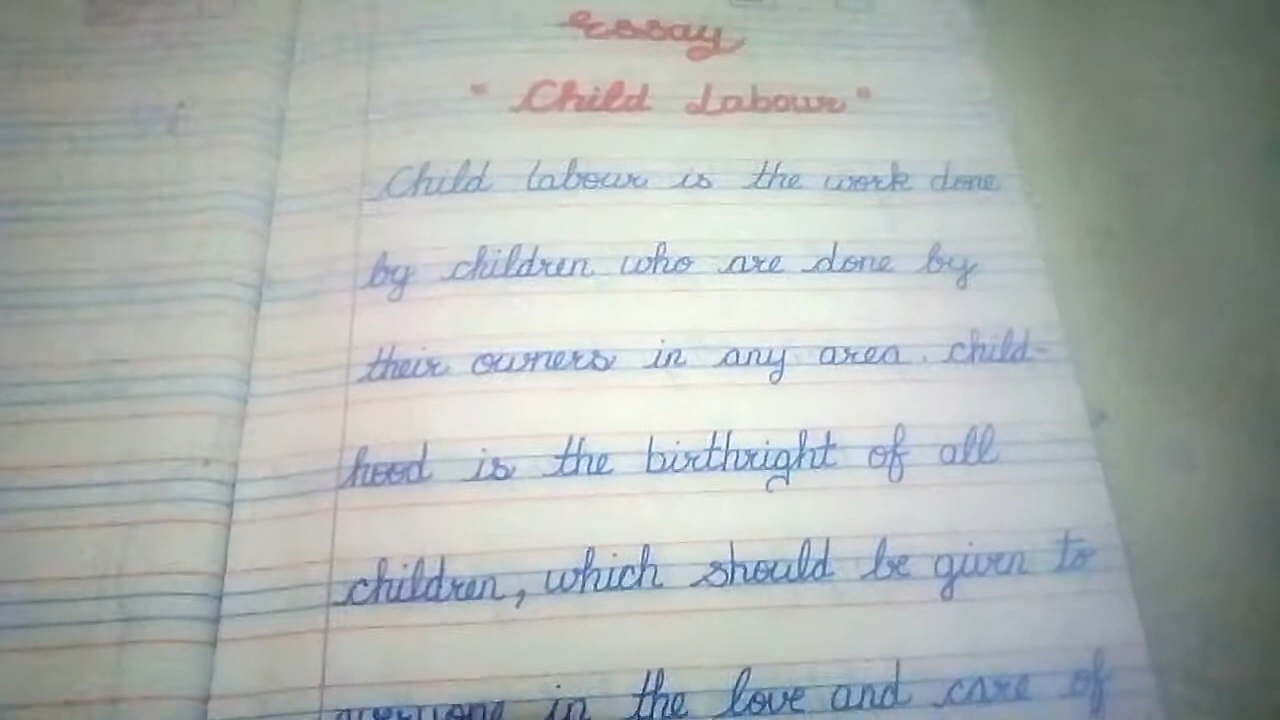 Essay
" Child Labour"
Child labour is the work done
by children who are done by
their owners in any area. child-
hood is the birthright of all
children, which should be given to
in the love and care of